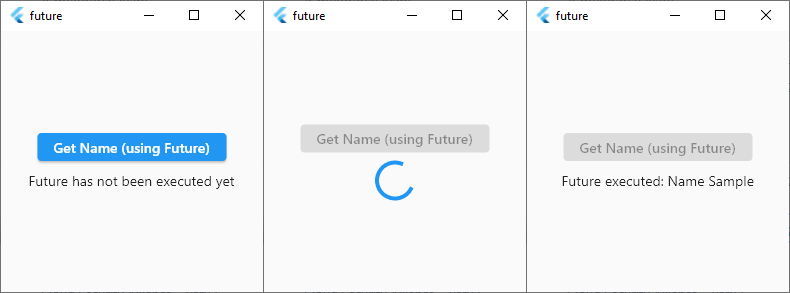 future
Get Name (using Future)
Future has not been executed yet
future
Get Name (using Future)
future
Get Name (using Future)
Future executed: Name Sample